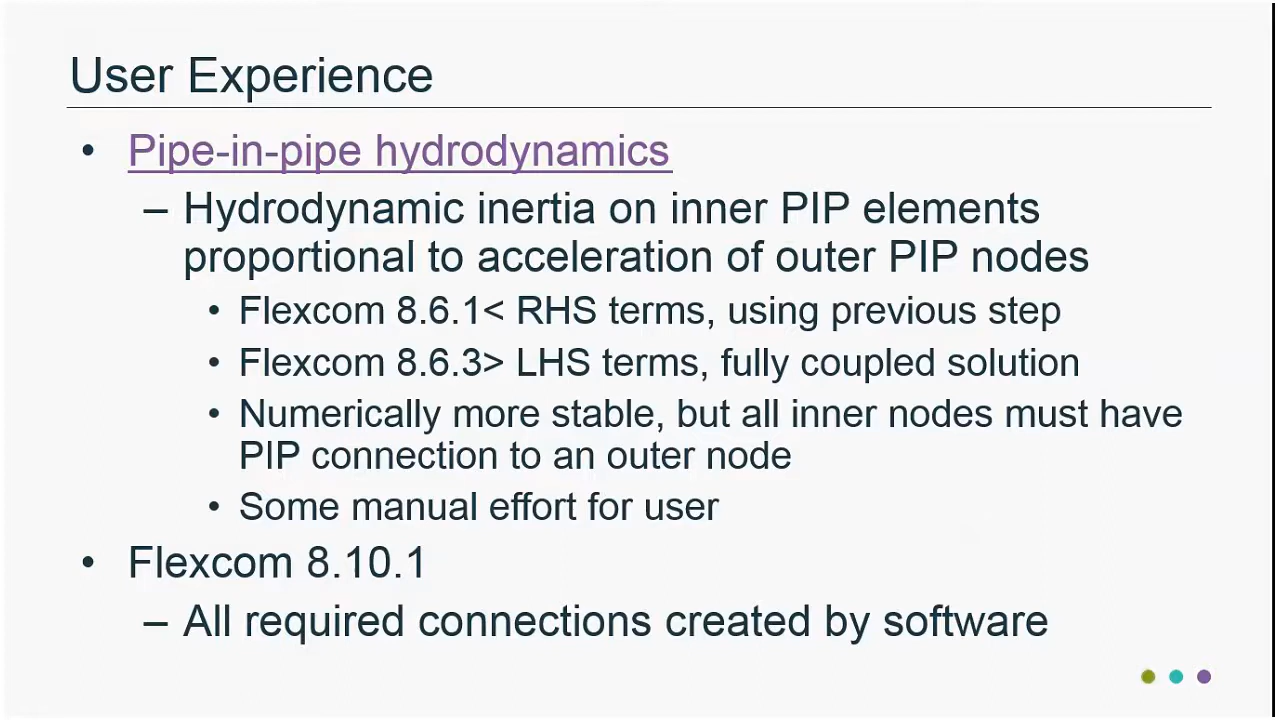 User Experience
• Pipe-in-pipe hydrodynamics
– Hydrodynamic inertia on inner PIP elements
proportional to acceleration of outer PIP nodes
• Flexcom 8.6.1< RHS terms, using previous step
• Flexcom 8.6.3> LHS terms, fully coupled solution
• Numerically more stable, but all inner nodes must have
PIP connection to an outer node
• Some manual effort for user
• Flexcom 8.10.1
– All required connections created by software